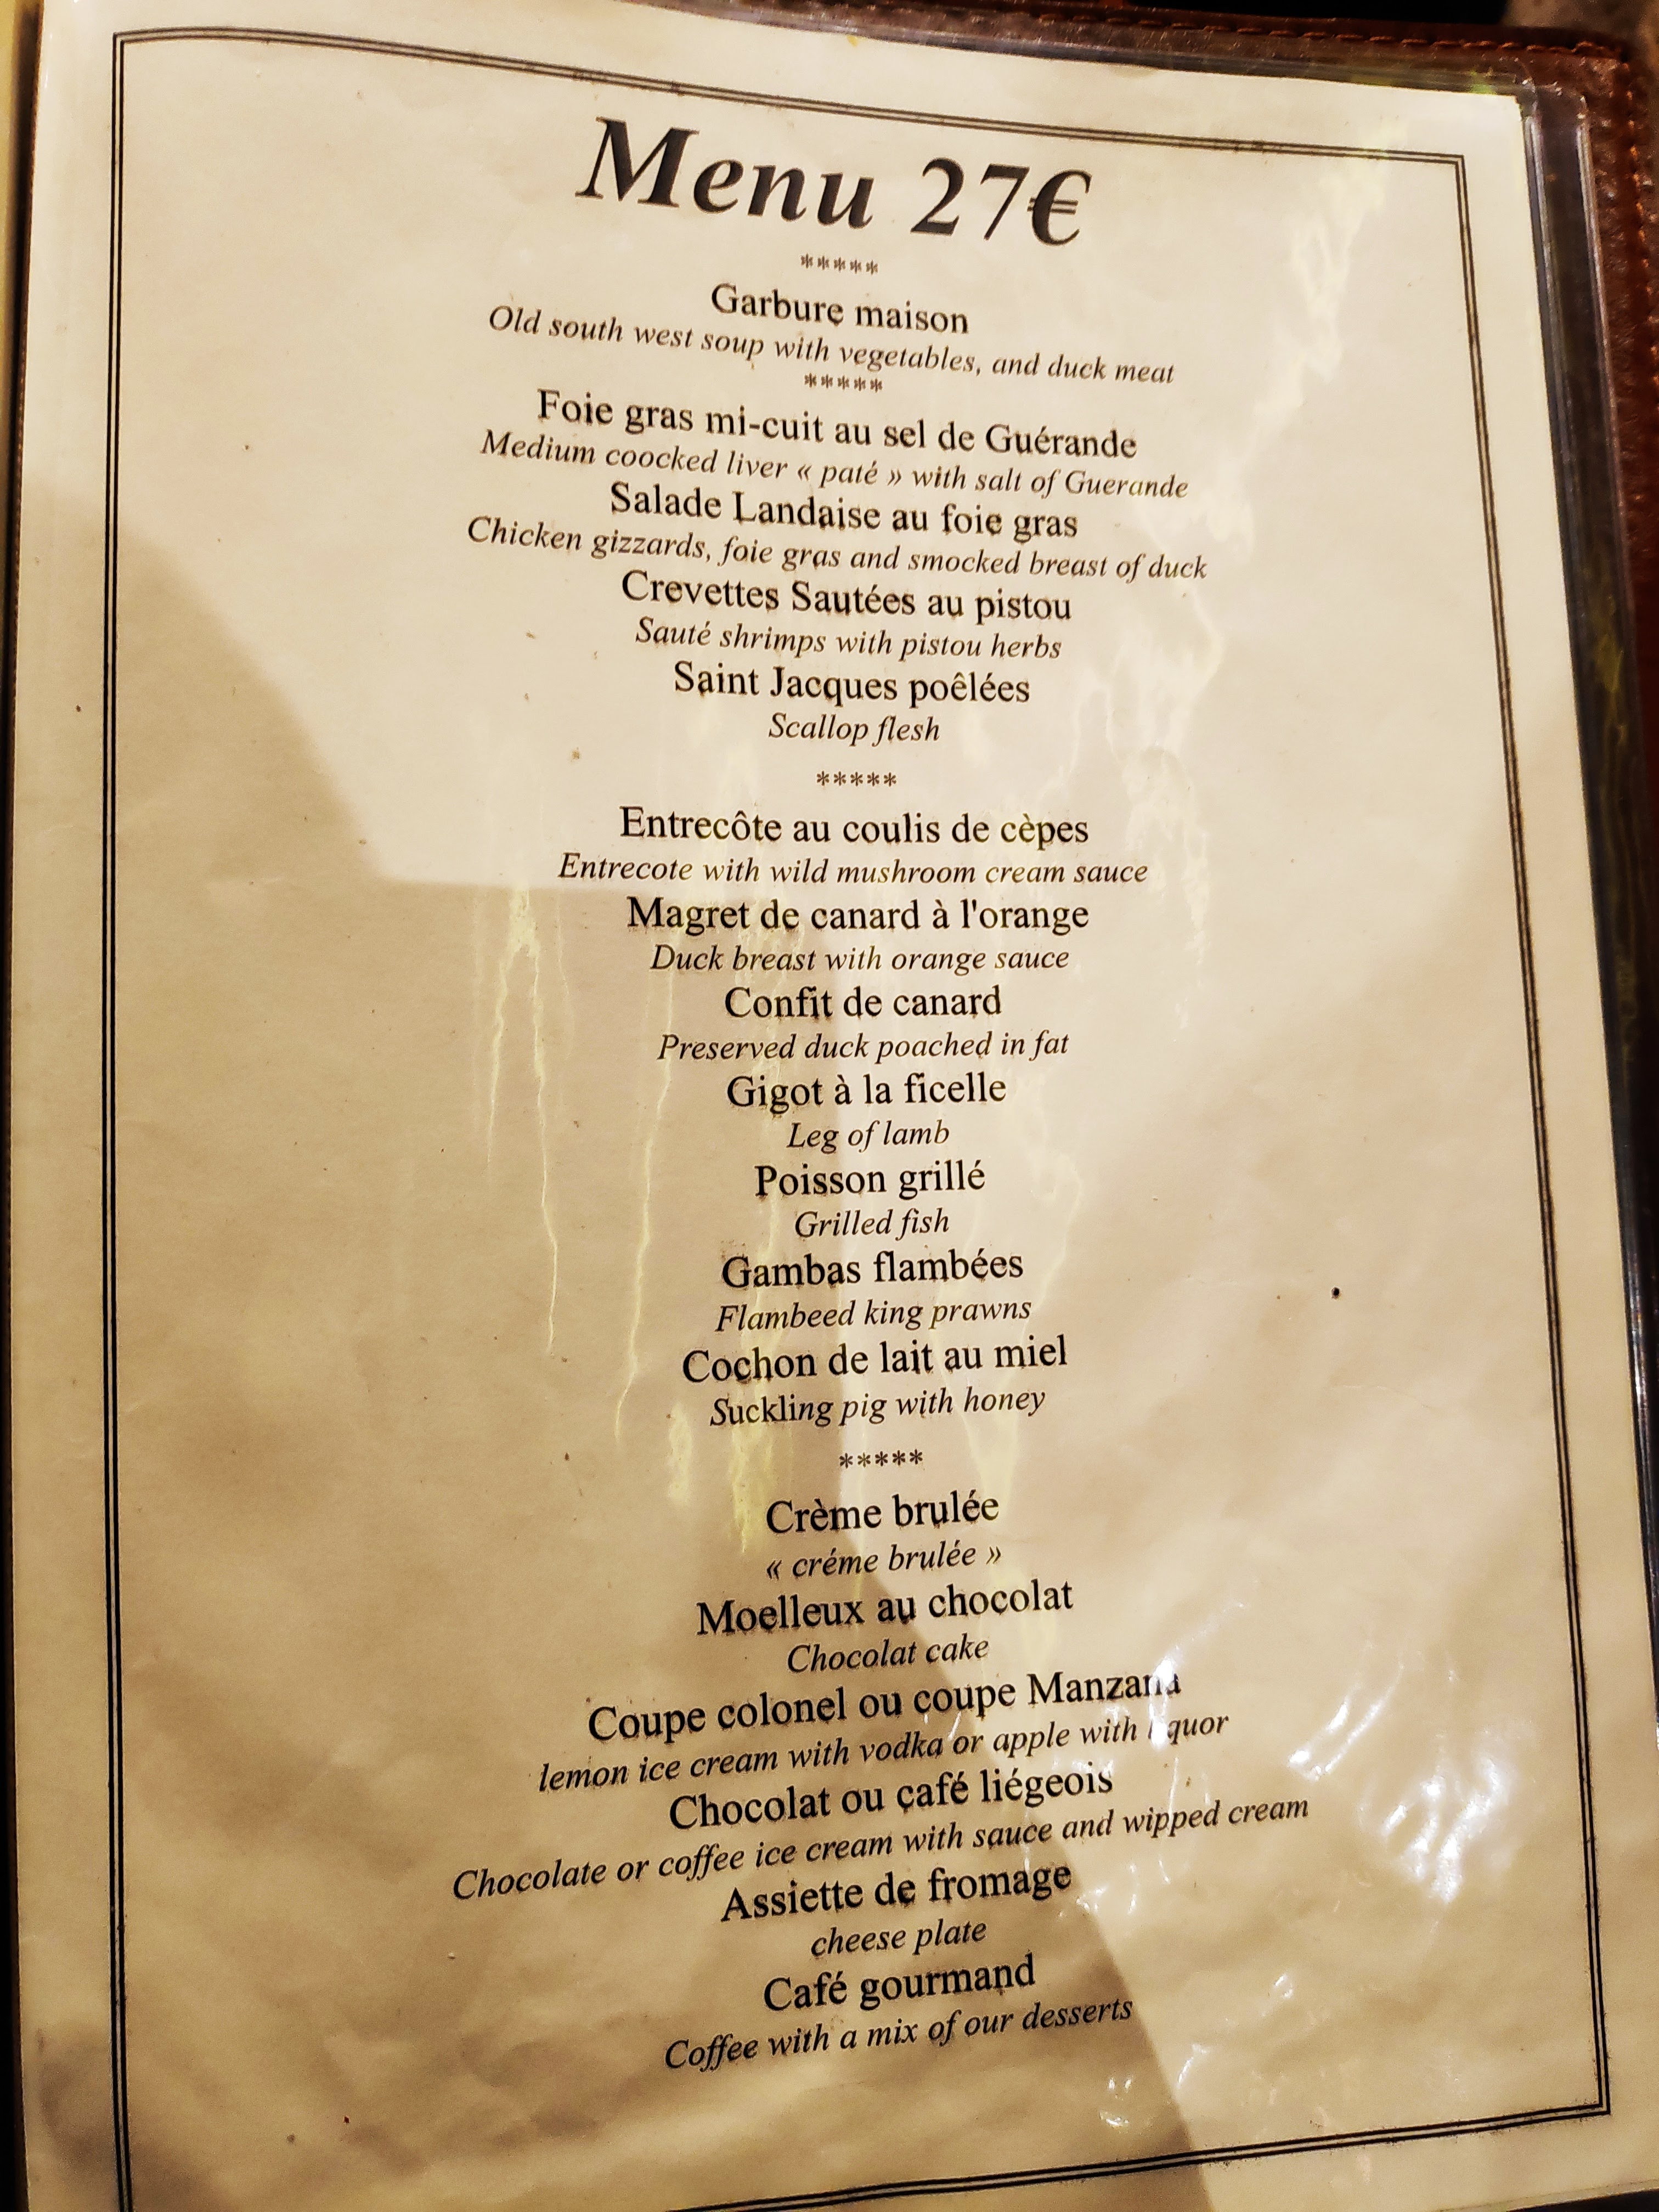 Menu 27€
*****
Garbure maison
Old south west soup with vegetables, and duck meat
*****
Foie gras mi-cuit au sel de Guérande
Medium coocked liver « paté » with salt of Guerande
Salade Landaise au foie gras
Chicken gizzards, foie gras and smocked breast of duck
Crevettes Sautées au pistou
Sauté shrimps with pistou herbs
Saint Jacques poêlées
Scallop flesh
*****
Entrecôte au coulis de cèpes
Entrecote with wild mushroom cream sauce
Magret de canard à l'orange
Duck breast with orange sauce
Confit de canard
Preserved duck poached in fat
Gigot à la ficelle
Leg of lamb
Poisson grillé
Grilled fish
Gambas flambées
Flambeed king prawns
Cochon de lait au miel
Suckling pig with honey
*****
Crème brulée
« créme brulée »
Moelleux au chocolat
Chocolat cake
Coupe colonel ou coupe Manzana
lemon ice cream with vodka or apple with liquor
Chocolat ou café liégeois
Chocolate or coffee ice cream with sauce and wipped cream
Assiette de fromage
cheese plate
Café gourmand
Coffee with a mix of our desserts